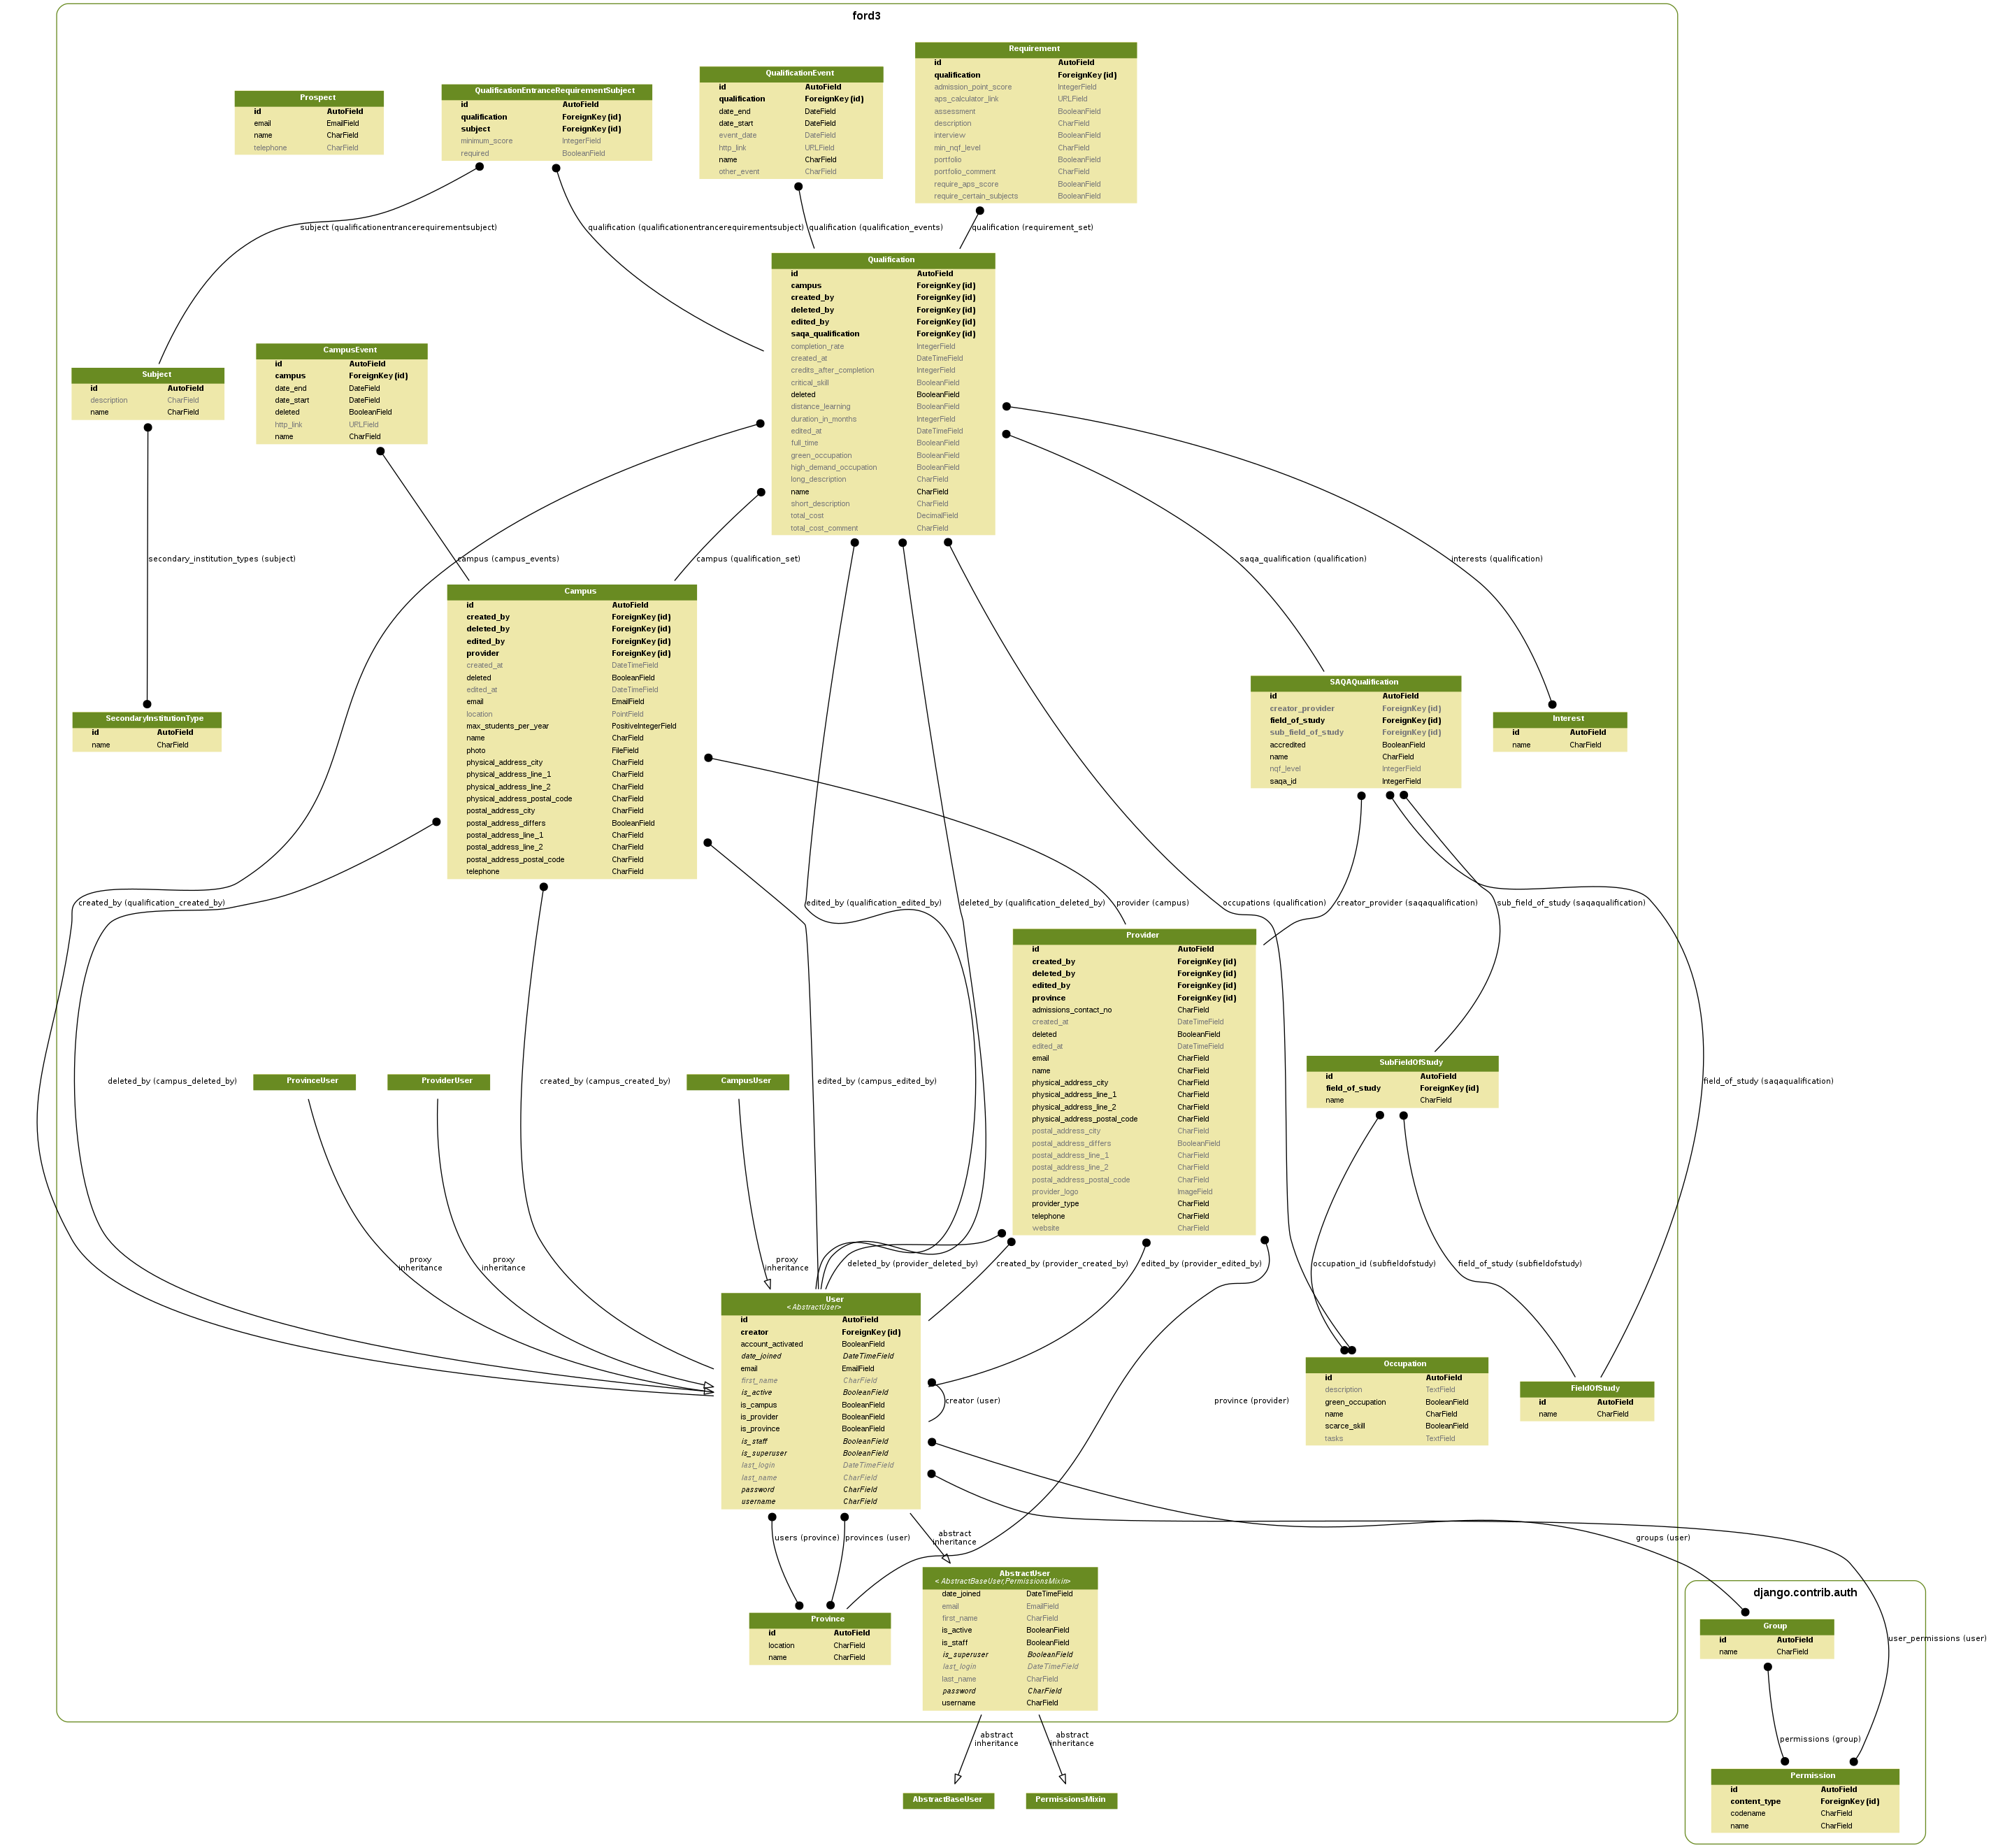 ford3
Requirement
id AutoField
qualification ForeignKey (id)
admission_point_score IntegerField
aps_calculator_link URLField
assessment BooleanField
description CharField
interview BooleanField
min_nqf_level CharField
portfolio BooleanField
portfolio_comment CharField
require_aps_score BooleanField
require_certain_subjects BooleanField
QualificationEvent
id AutoField
qualification ForeignKey (id)
date_end DateField
date_start DateField
event_date DateField
http_link URLField
name CharField
other_event CharField
QualificationEntranceRequirementSubject
id AutoField
qualification ForeignKey (id)
subject ForeignKey (id)
minimum_score IntegerField
required BooleanField
Prospect
id AutoField
email EmailField
name CharField
telephone CharField
subject (qualificationentrancerequirementsubject)
qualification (qualificationentrancerequirementsubject)
qualification (qualification_events)
qualification (requirement_set)
Qualification
id AutoField
campus ForeignKey (id)
created_by ForeignKey (id)
deleted_by ForeignKey (id)
edited_by ForeignKey (id)
saqa_qualification ForeignKey (id)
completion_rate IntegerField
created_at DateTimeField
credits_after_completion IntegerField
critical_skill BooleanField
deleted BooleanField
distance_learning BooleanField
duration_in_months IntegerField
edited_at DateTimeField
full_time BooleanField
green_occupation BooleanField
high_demand_occupation BooleanField
long_description CharField
name CharField
short_description CharField
total_cost DecimalField
total_cost_comment CharField
CampusEvent
id AutoField
campus ForeignKey (id)
date_end DateField
date_start DateField
deleted BooleanField
http_link URLField
name CharField
Subject
id AutoField
description CharField
name CharField
secondary_institution_types (subject)
campus (campus_events)
campus (qualification_set)
saqa_qualification (qualification)
interests (qualification)
Campus
id AutoField
created_by ForeignKey (id)
deleted_by ForeignKey (id)
edited_by ForeignKey (id)
provider ForeignKey (id)
created_at DateTimeField
deleted BooleanField
edited_at DateTimeField
email EmailField
location PointField
max_students_per_year PositiveIntegerField
name CharField
photo FileField
physical_address_city CharField
physical_address_line_1 CharField
physical_address_line_2 CharField
physical_address_postal_code CharField
postal_address_city CharField
postal_address_differs BooleanField
postal_address_line_1 CharField
postal_address_line_2 CharField
postal_address_postal_code CharField
telephone CharField
SAQAQualification
id AutoField
creator_provider ForeignKey (id)
field_of_study ForeignKey (id)
sub_field_of_study ForeignKey (id)
accredited BooleanField
name CharField
nqf_level IntegerField
saqa_id IntegerField
SecondaryInstitutionType
id AutoField
name CharField
Interest
id AutoField
name CharField
created_by (qualification_created_by)
edited_by (qualification_edited_by)
deleted_by (qualification_deleted_by)
provider (campus)
occupations (qualification)
creator_provider (saqaqualification)
sub_field_of_study (saqaqualification)
Provider
id AutoField
created_by ForeignKey (id)
deleted_by ForeignKey (id)
edited_by ForeignKey (id)
province ForeignKey (id)
admissions_contact_no CharField
created_at DateTimeField
deleted BooleanField
edited_at DateTimeField
email CharField
name CharField
physical_address_city CharField
physical_address_line_1 CharField
physical_address_line_2 CharField
physical_address_postal_code CharField
postal_address_city CharField
postal_address_differs BooleanField
postal_address_line_1 CharField
postal_address_line_2 CharField
postal_address_postal_code CharField
provider_logo ImageField
provider_type CharField
telephone CharField
website CharField
deleted_by (campus_deleted_by)
ProvinceUser
ProviderUser
created_by (campus_created_by)
CampusUser
edited_by (campus_edited_by)
SubFieldOfStudy
id AutoField
field_of_study ForeignKey (id)
name CharField
field_of_study (saqaqualification)
proxy
inheritance
proxy
inheritance
proxy
inheritance
deleted_by (provider_deleted_by)
created_by (provider_created_by)
edited_by (provider_edited_by)
occupation_id (subfieldofstudy)
field_of_study (subfieldofstudy)
User
< AbstractUser>
id AutoField
creator ForeignKey (id)
account_activated BooleanField
date_joined DateTimeField
email EmailField
first_name CharField
is_active BooleanField
is_campus BooleanField
is_provider BooleanField
is_province BooleanField
is_staff BooleanField
is_superuser BooleanField
last_login DateTimeField
last_name CharField
password CharField
username CharField
creator (user)
province (provider)
Occupation
id AutoField
description TextField
green_occupation BooleanField
name CharField
scarce_skill BooleanField
tasks TextField
FieldOfStudy
id AutoField
name CharField
users (province)
provinces (user)
abstract
inheritance
groups (user)
AbstractUser
< AbstractBaseUser,PermissionsMixin>
date_joined DateTimeField
email EmailField
first_name CharField
is_active BooleanField
is_staff BooleanField
is_superuser BooleanField
last_login DateTimeField
last_name CharField
password CharField
username CharField
Province
id AutoField
location CharField
name CharField
django.contrib.auth
Group
id AutoField
name CharField
user_permissions (user)
abstract
inheritance
abstract
inheritance
permissions (group)
AbstractBaseUser
PermissionsMixin
Permission
id AutoField
content_type ForeignKey (id)
codename CharField
name CharField